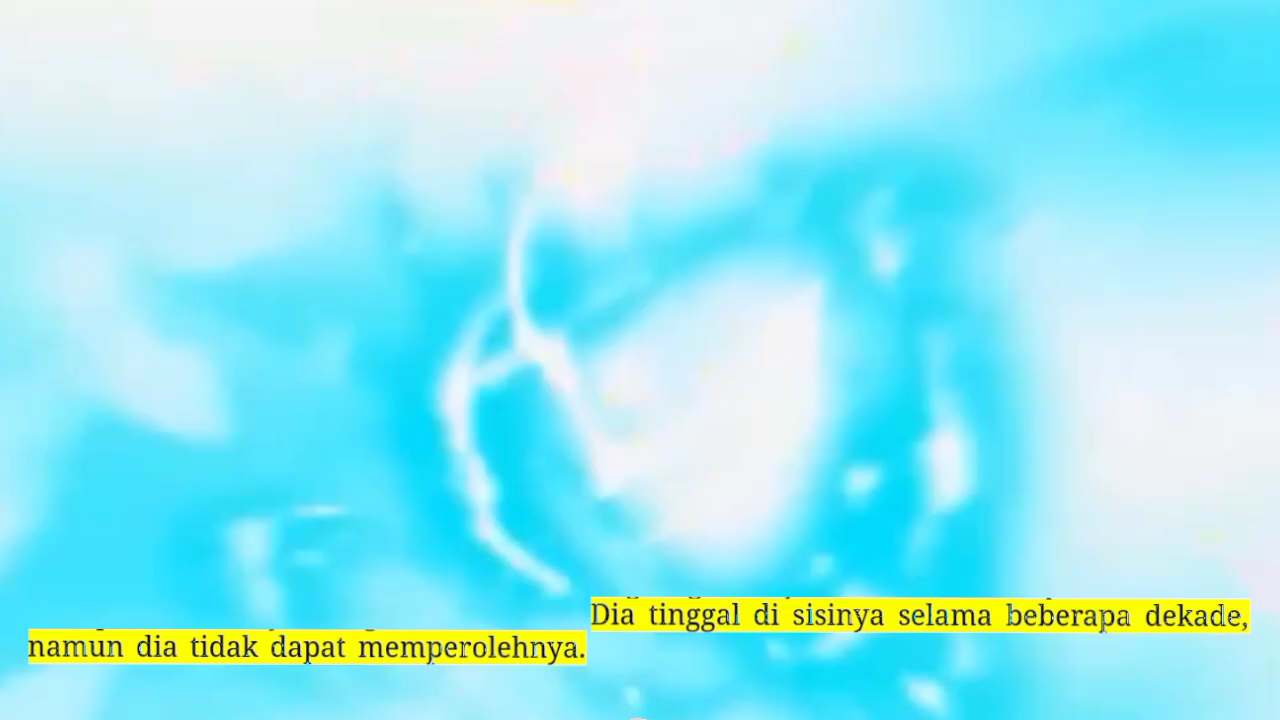 Dia tinggal di sisinya selama beberapa dekade,
namun dia tidak dapat memperolehnya.